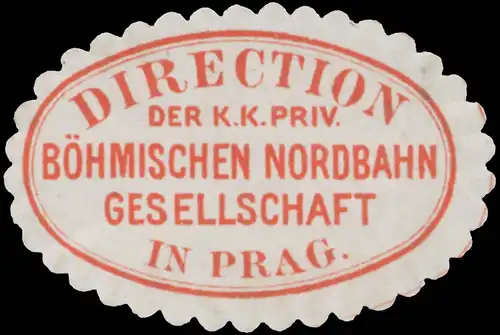 DIRECTION
DER K.K. PRIV.
BÖHMISCHEN NORDBAHN
GESELLSCHAFT
IN PRAG.